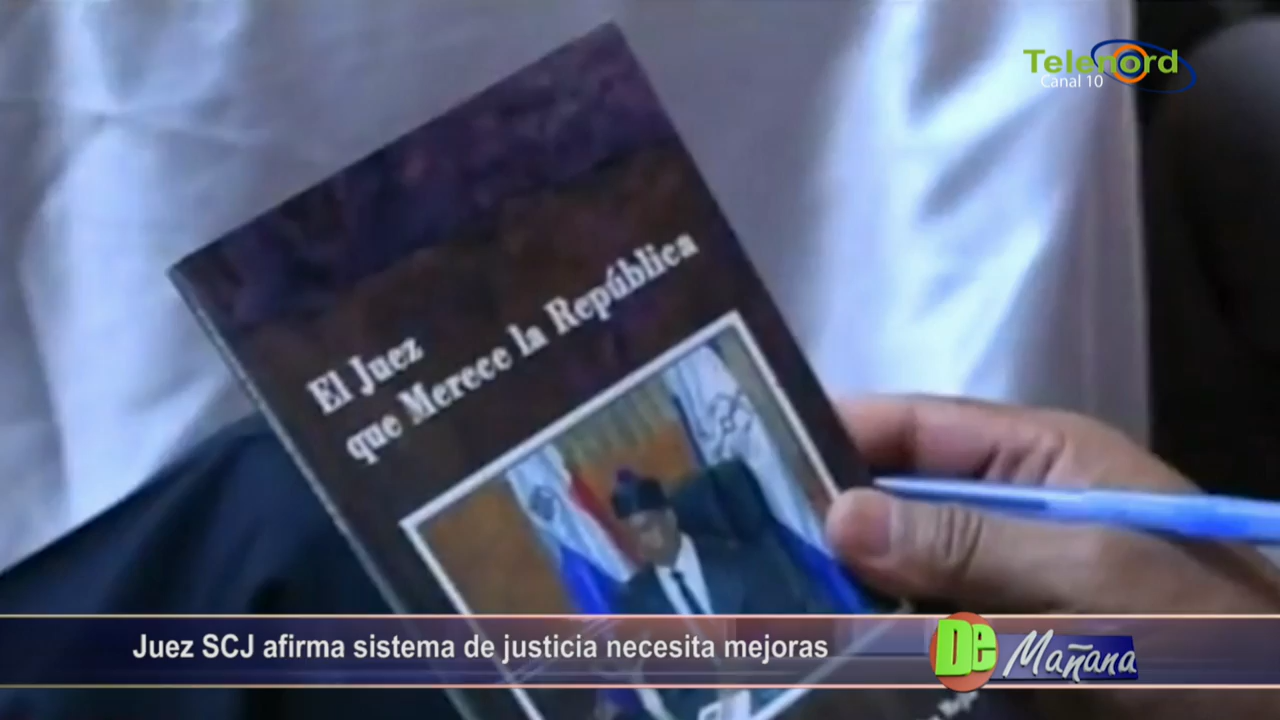 Telenord
Canal 10
El Juez
que Merece la República
Juez SCJ afirma sistema de justicia necesita mejoras
De Mañana